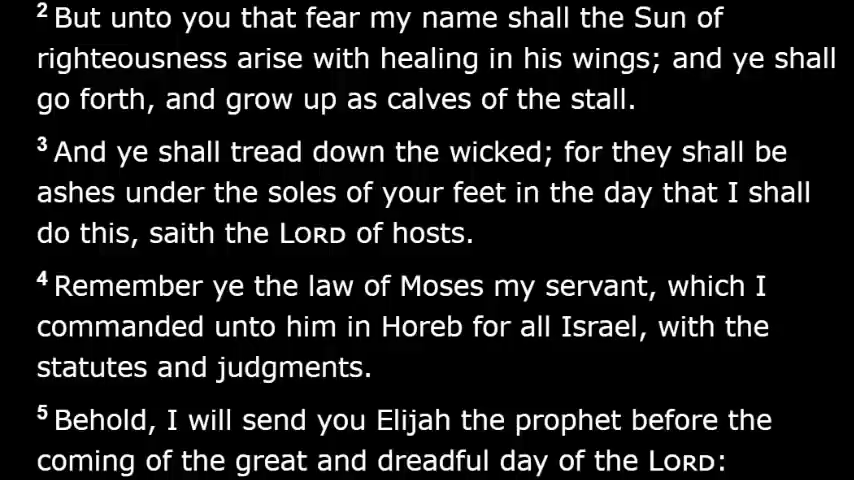 2 But unto you that fear my name shall the Sun of
righteousness arise with healing in his wings; and ye shall
go forth, and grow up as calves of the stall.
3 And ye shall tread down the wicked; for they shall be
ashes under the soles of your feet in the day that I shall
do this, saith the LORD of hosts.
4 Remember ye the law of Moses my servant, which I
commanded unto him in Horeb for all Israel, with the
statutes and judgments.
5 Behold, I will send you Elijah the prophet before the
coming of the great and dreadful day of the LORD: